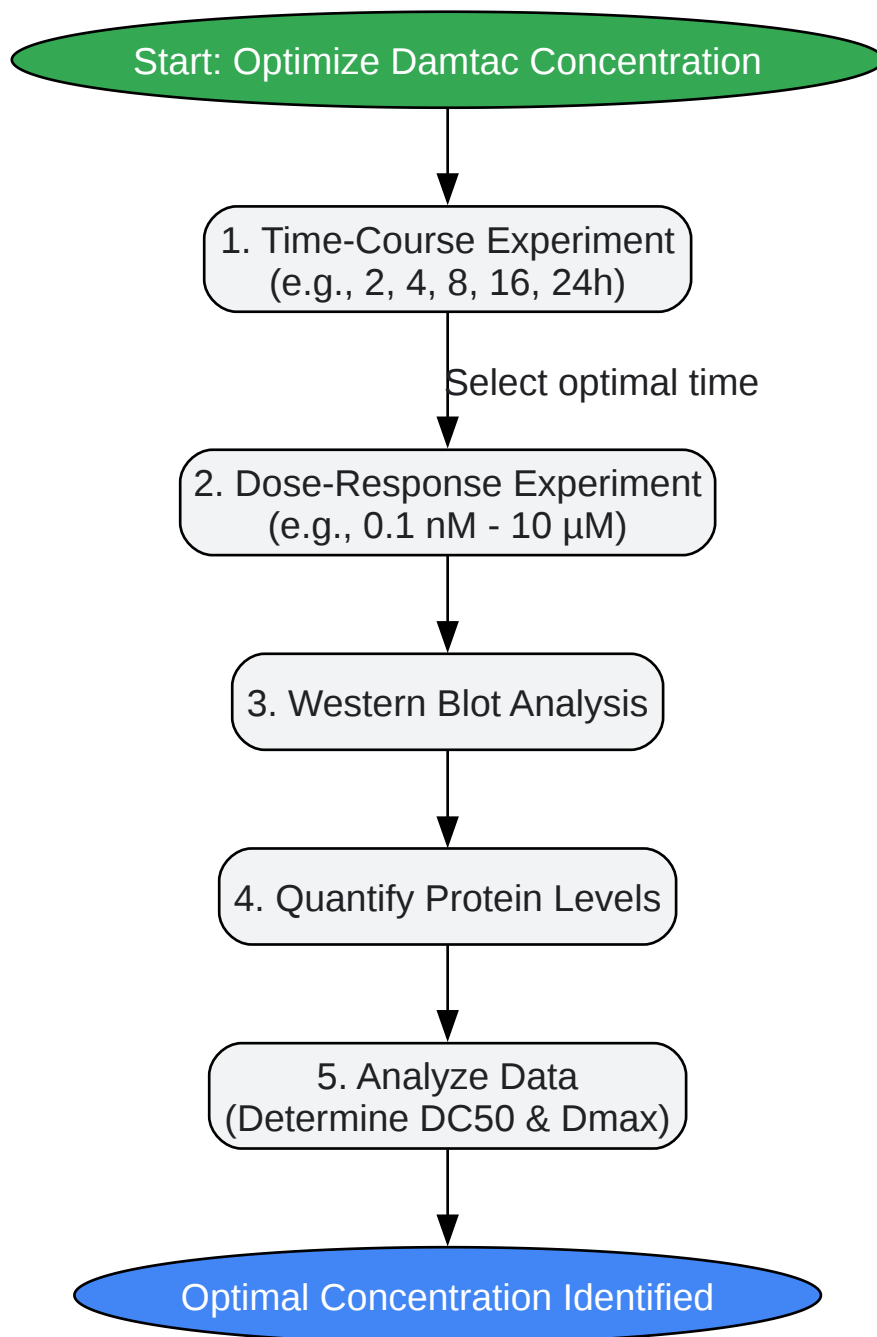 Start: Optimize Damtac Concentration
1. Time-Course Experiment
(e.g., 2, 4, 8, 16, 24h)
Select optimal time
2. Dose-Response Experiment
(e.g., 0.1 nM - 10 µM)
3. Western Blot Analysis
4. Quantify Protein Levels
5. Analyze Data
(Determine DC50 & Dmax)
Optimal Concentration Identified